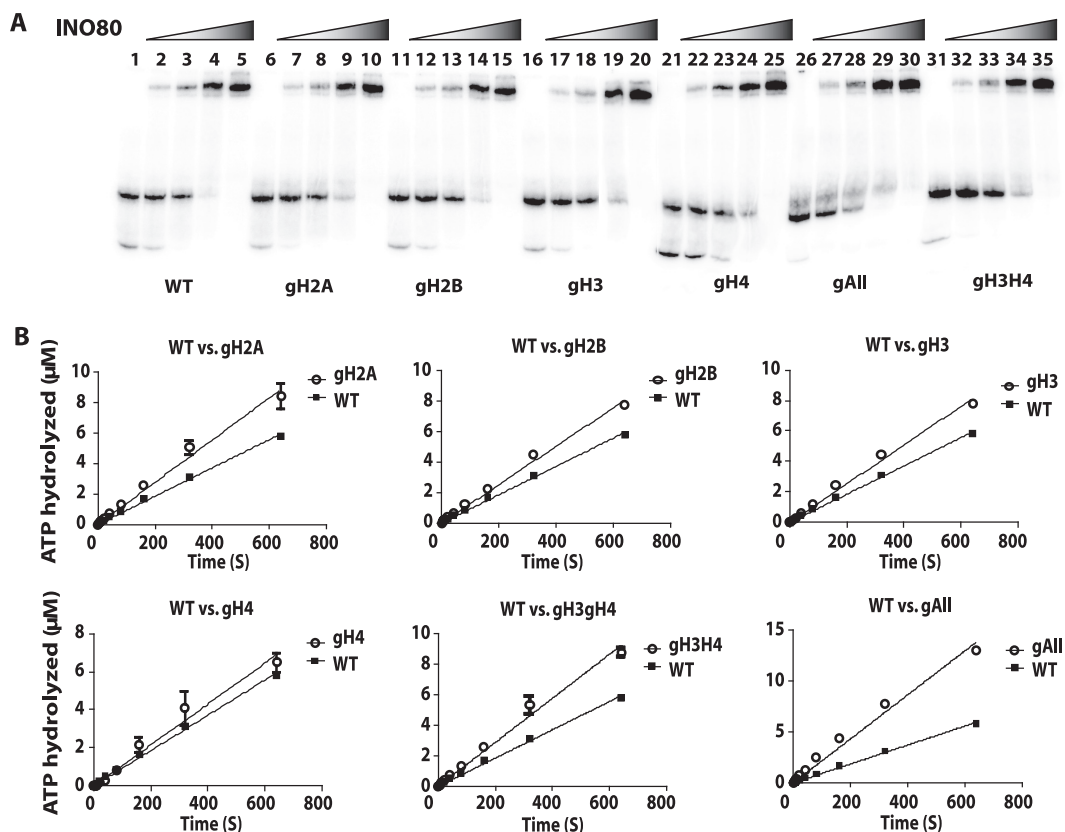 A
INO80
1 2 3 4 5 6 7 8 9 10 11 12 13 14 15 16 17 18 19 20 21 22 23 24 25 26 27 28 29 30 31 32 33 34 35
WT gH2A gH2B gH3 gH4 gAll gH3H4
B
ATP hydrolyzed (μM)
WT vs. gH2A
10
8
6
4
2
0
0 200 400 600 800
Time (S)
gH2A
WT
WT vs. gH2B
10
8
6
4
2
0
0 200 400 600 800
Time (S)
gH2B
WT
WT vs. gH3
10
8
6
4
2
0
0 200 400 600 800
Time (S)
gH3
WT
ATP hydrolyzed (μM)
WT vs. gH4
8
6
4
2
0
0 200 400 600 800
Time (S)
gH4
WT
WT vs. gH3gH4
10
8
6
4
2
0
0 200 400 600 800
Time (S)
gH3H4
WT
WT vs. gAll
15
10
5
0
0 200 400 600 800
Time (S)
gAll
WT